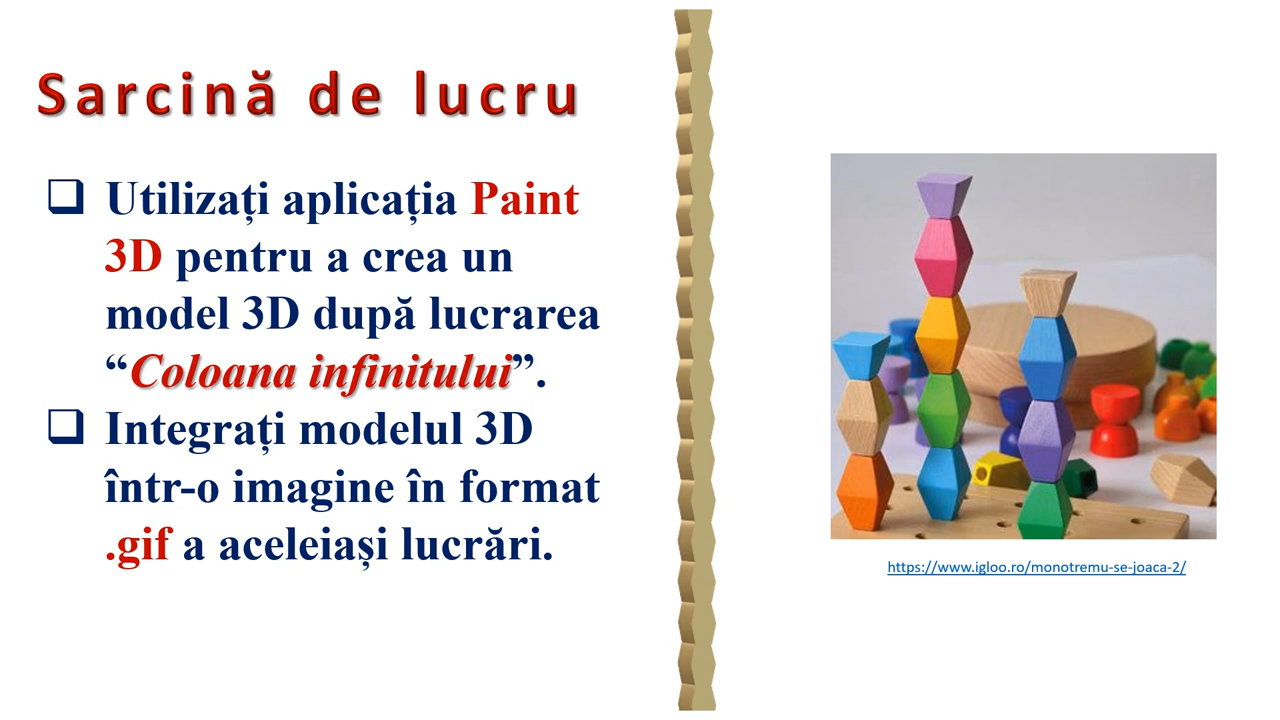 Sarcină de lucru
❑ Utilizați aplicația Paint
3D pentru a crea un
model 3D după lucrarea
“Coloana infinitului”.
❑ Integrați modelul 3D
într-o imagine în format
.gif a aceleiași lucrări.
https://www.igloo.ro/monotremu-se-joaca-2/